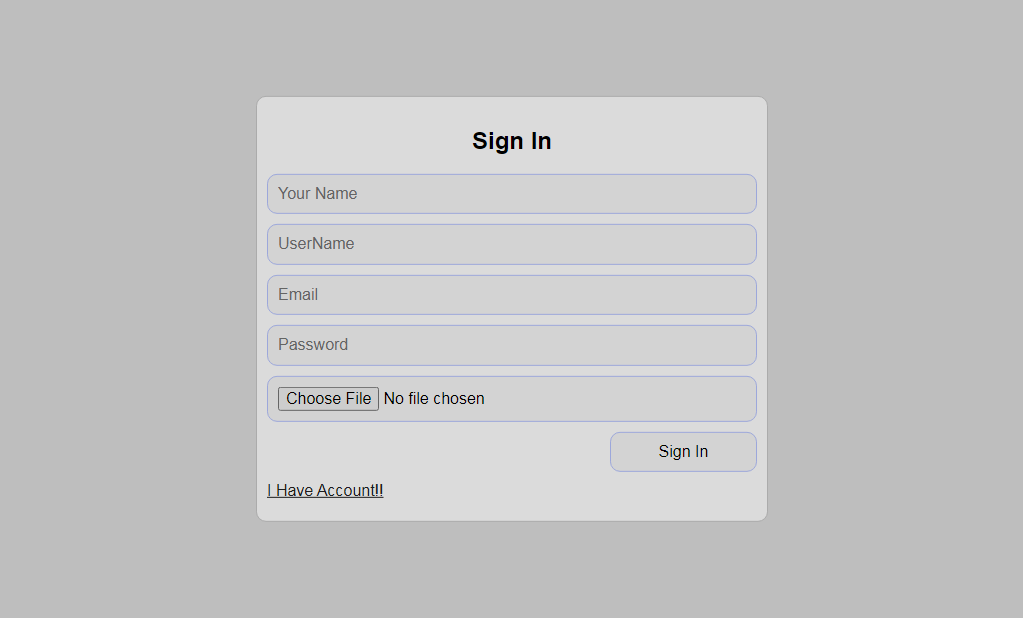 Sign In
Your Name
UserName
Email
Password
Choose File No file chosen
Sign In
I Have Account!!